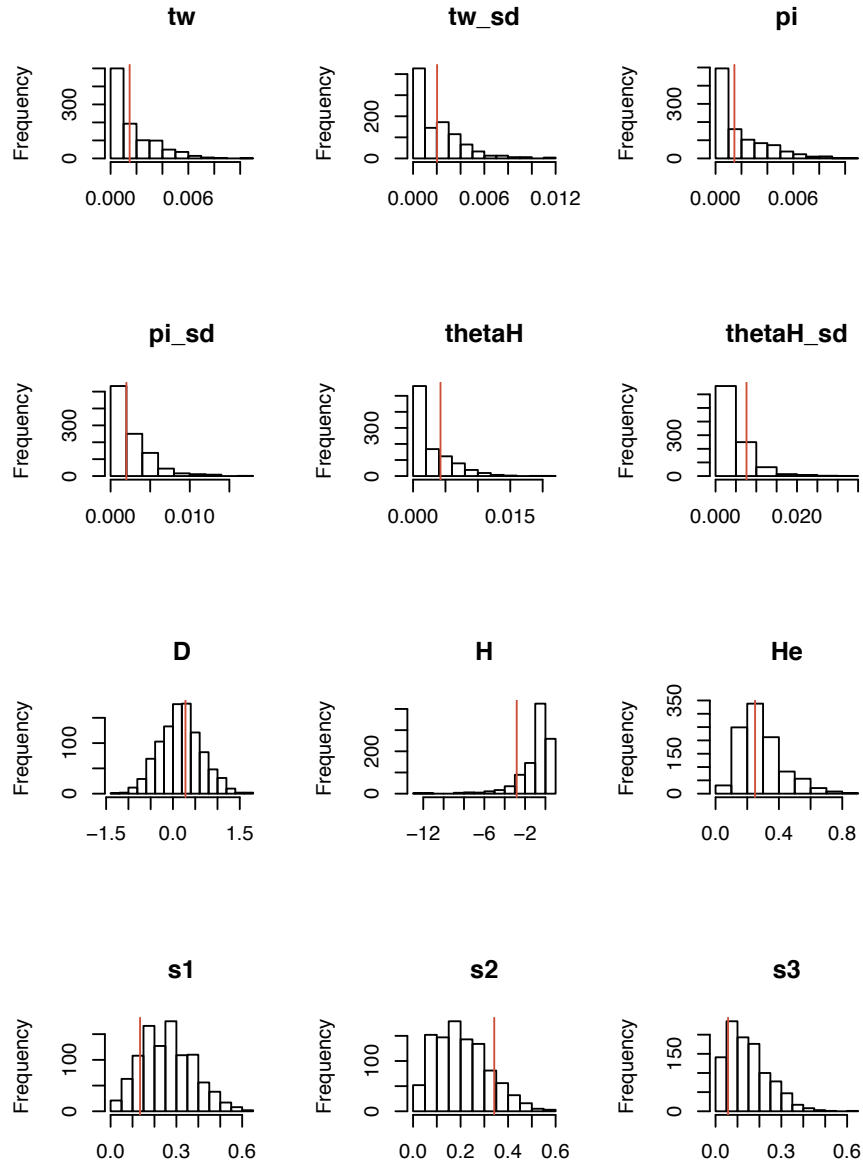 tw tw_sd pi
Frequency Frequency Frequency
300 200 300
0 0 0
0.000 0.006 0.000 0.006 0.012 0.000 0.006
pi_sd thetaH thetaH_sd
Frequency Frequency Frequency
300 300 300
0 0 0
0.000 0.010 0.000 0.015 0.000 0.020
D H He
Frequency Frequency Frequency
350
100 200 150
0 0 0
−1.5 0.0 1.5 −12 −6 −2 0.0 0.4 0.8
s1 s2 s3
Frequency Frequency Frequency
100 100 150
0 0 0
0.0 0.3 0.6 0.0 0.2 0.4 0.6 0.0 0.3 0.6